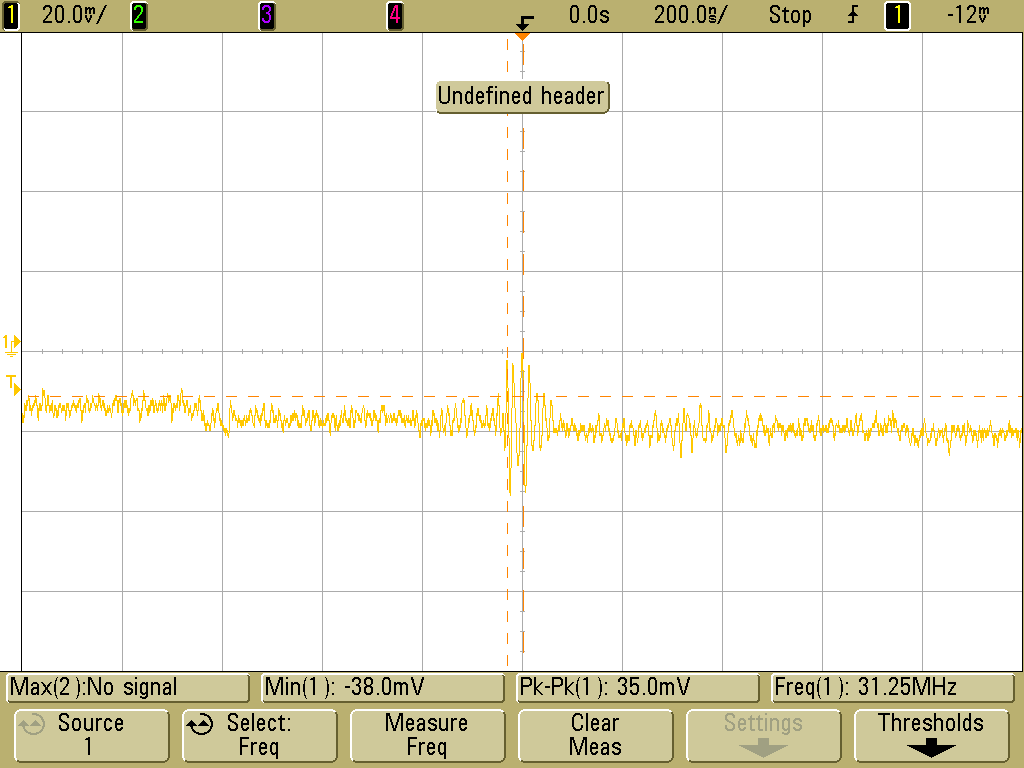 1 20.0mV/ 2 3 4 0.0s 200.0ns/ Stop 1 -12mV
Undefined header
1
T
Max(2):No signal Min(1): -38.0mV Pk-Pk(1): 35.0mV Freq(1): 31.25MHz
Source Select: Measure Clear Settings Thresholds
1 Freq Freq Meas